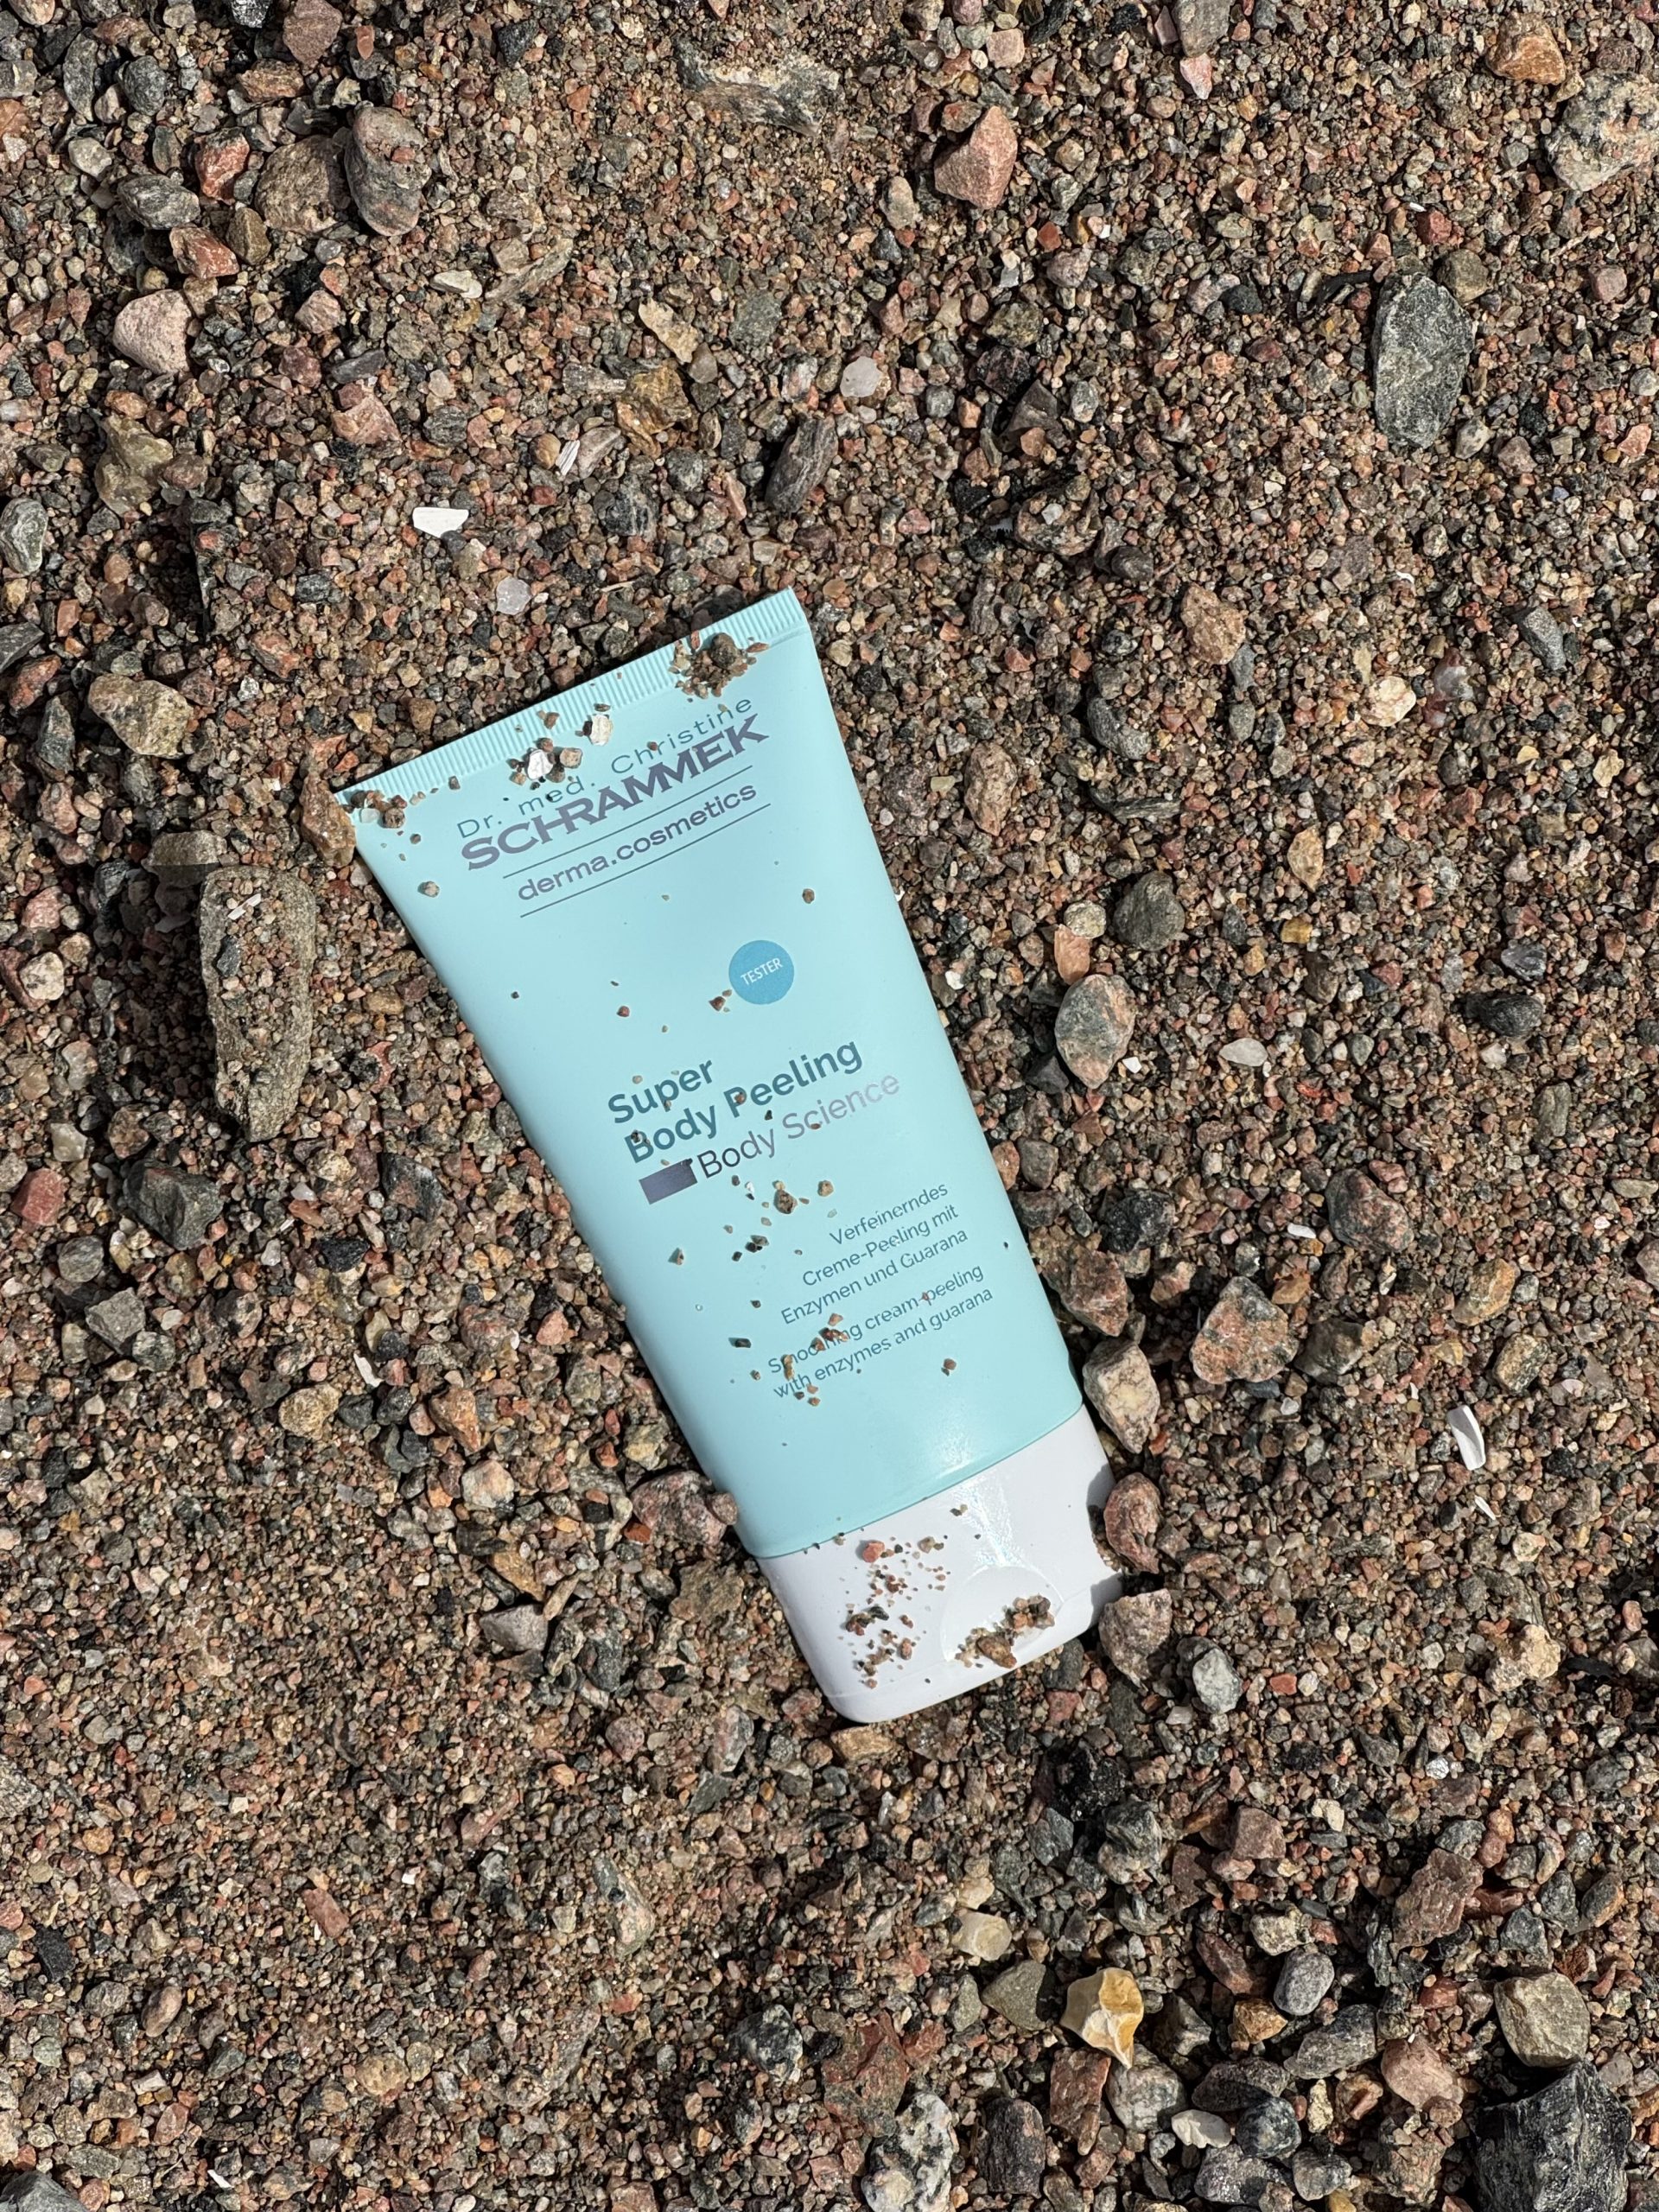 Dr. med. Christine
SCHRAMMEK
derma.cosmetics
TESTER
Super
Body Peeling
Body Science
Verfeinerndes
Creme-Peeling mit
Enzymen und Guarana
Smoothing cream-peeling
with enzymes and guarana